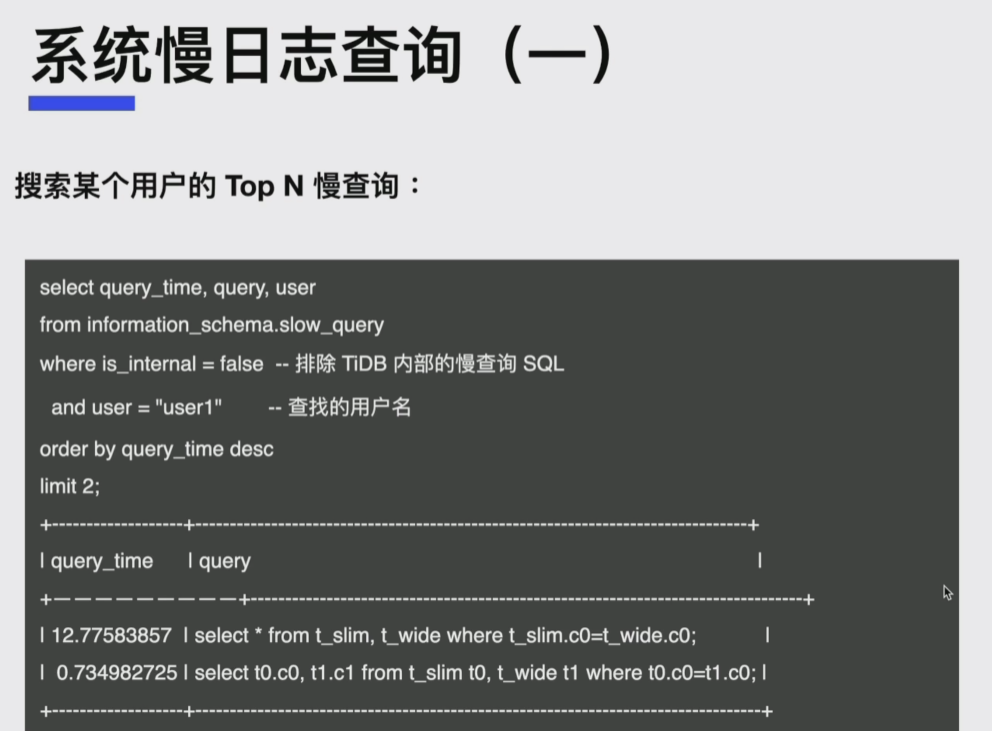 系统慢日志查询（一）
搜索某个用户的 Top N 慢查询：
select query_time, query, user
from information_schema.slow_query
where is_internal = false -- 排除 TiDB 内部的慢查询 SQL
and user = "user1" -- 查找的用户名
order by query_time desc
limit 2;
+------------------+------------------------------------------------------------------------------+
| query_time | query |
+—————————+------------------------------------------------------------------------------+
| 12.77583857 | select * from t_slim, t_wide where t_slim.c0=t_wide.c0; |
| 0.734982725 | select t0.c0, t1.c1 from t_slim t0, t_wide t1 where t0.c0=t1.c0; |
+------------------+--------------------------------------------------------------------------------+